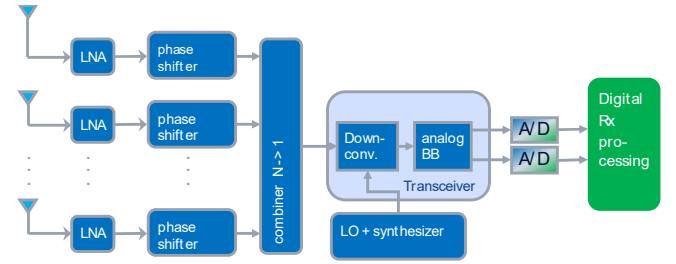 LNA
phase
shifter
LNA
phase
shifter
LNA
phase
shifter
combiner N-> 1
Down-
conv.
analog
BB
Transceiver
LO + synthesizer
A/D
A/D
Digital
Rx
pro-
cessing